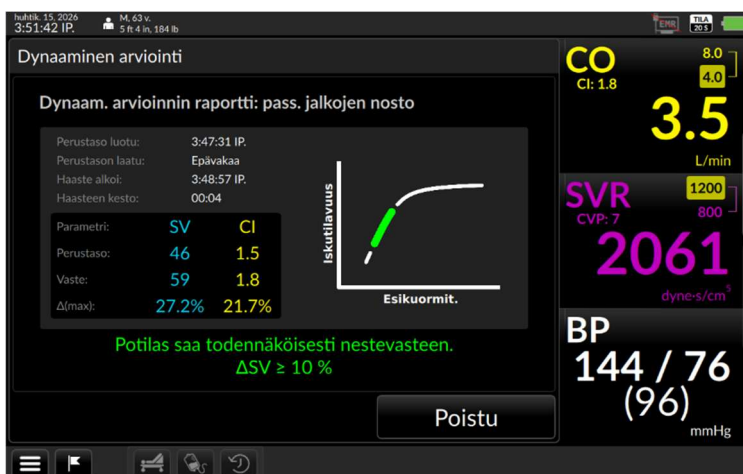 huhtik. 15, 2026
3:51:42 IP.
M, 63 v.
5 ft 4 in, 184 lb
EMR
TILA
20 S
Dynaaminen arviointi
Dynaam. arvioinnin raportti: pass. jalkojen nosto
Perustaso luotu: 3:47:31 IP.
Perustason laatu: Epävakaa
Haaste alkoi: 3:48:57 IP.
Haasteen kesto: 00:04
Parametri: SV CI
Perustaso: 46 1.5
Vaste: 59 1.8
Δ(max): 27.2% 21.7%
Iskutilavuus
Esikuormit.
Potilas saa todennäköisesti nestevasteen.
ΔSV ≥ 10 %
Poistu
CO
CI: 1.8
8.0
4.0
3.5
L/min
SVR
CVP: 7
1200
800
2061
dyne-s/cm5
BP
144 / 76
(96)
mmHg